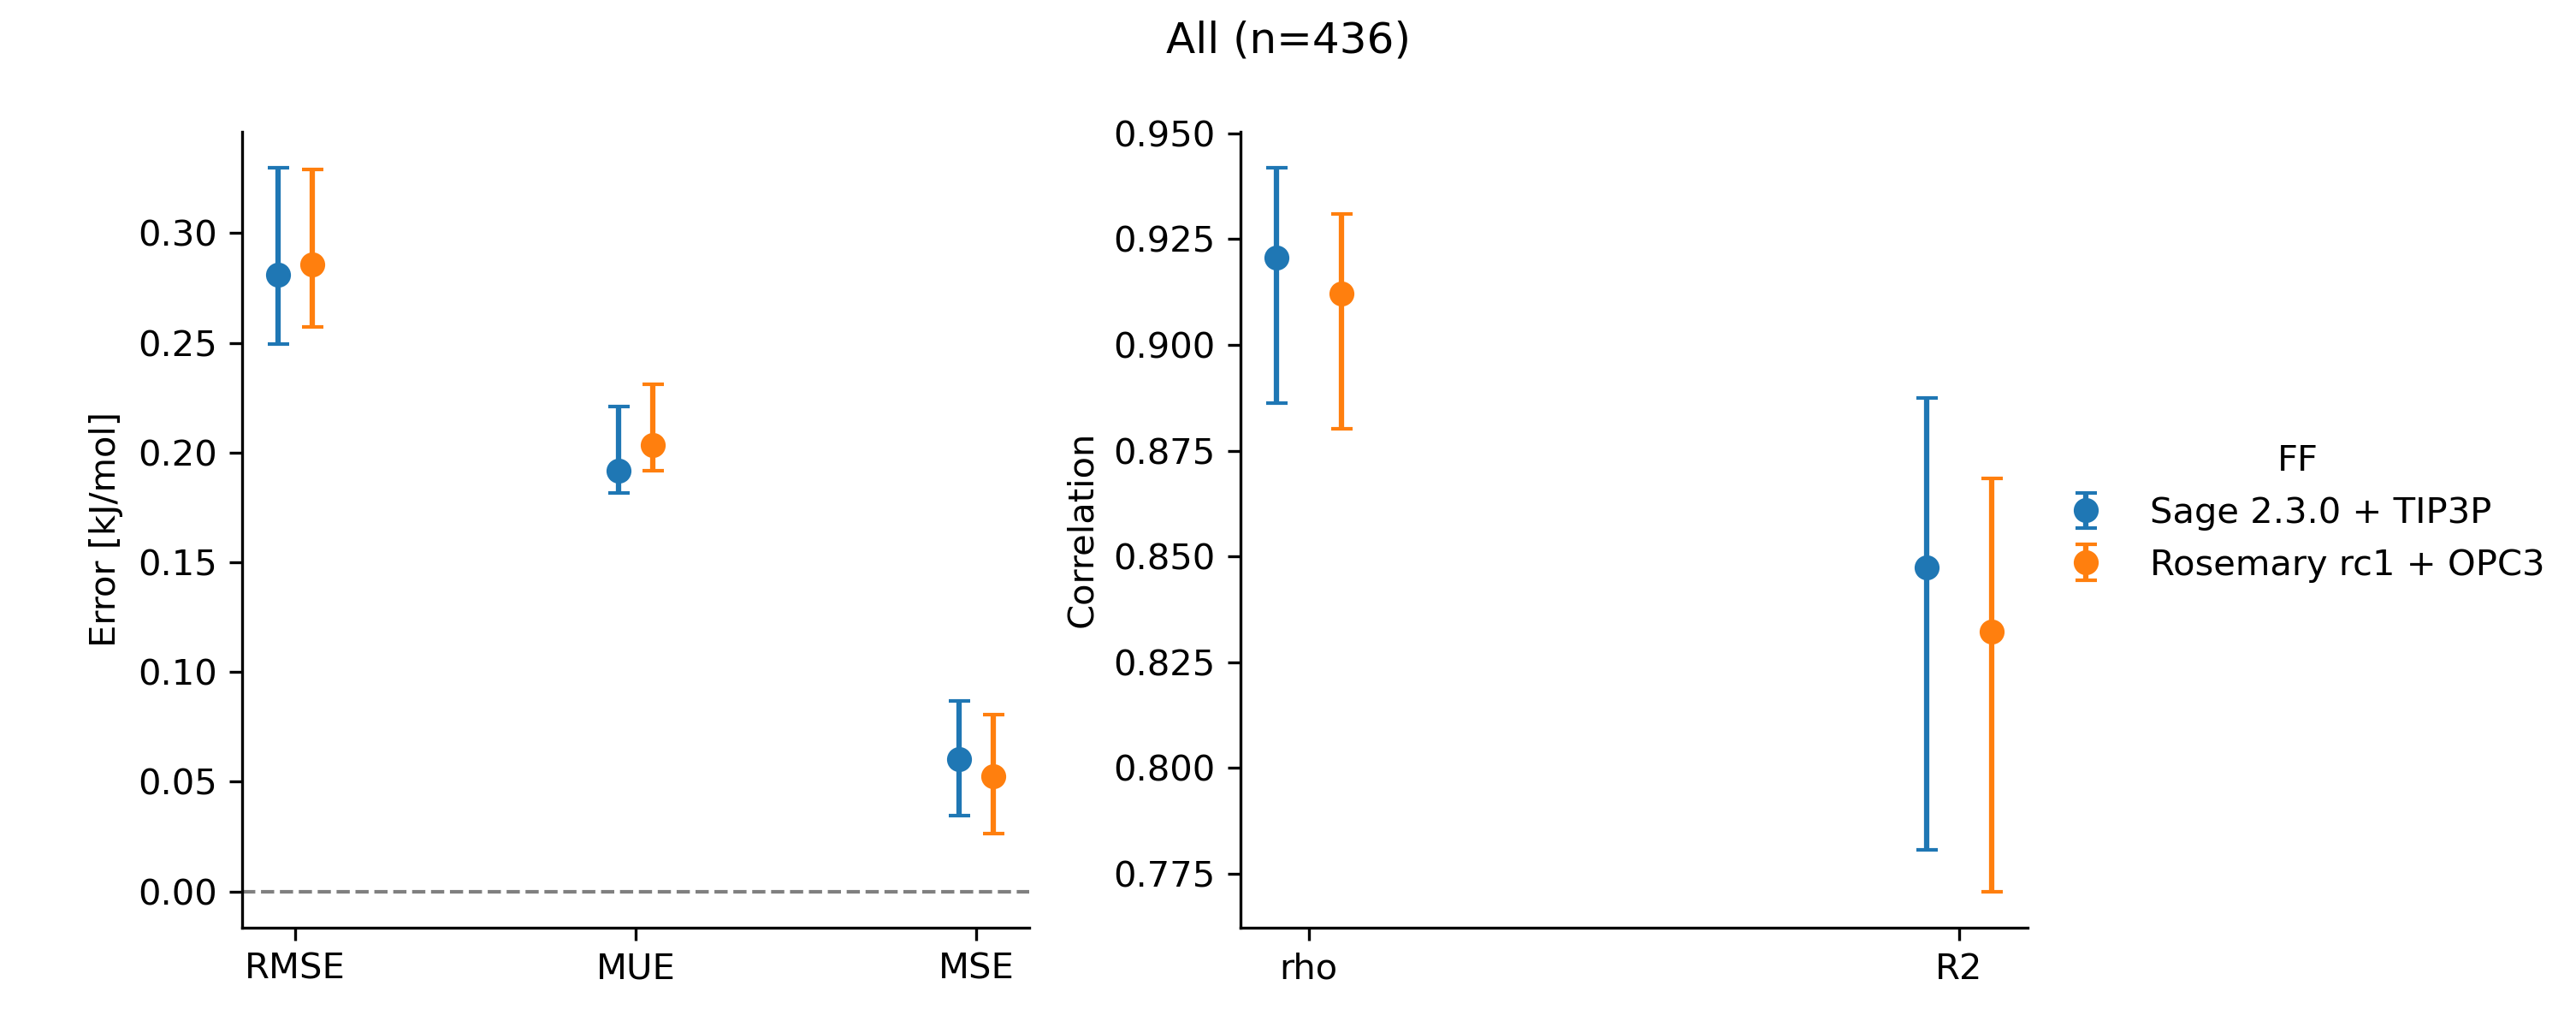 All (n=436)
Error [kJ/mol]
0.30
0.25
0.20
0.15
0.10
0.05
0.00
RMSE MUE MSE
Correlation
0.950
0.925
0.900
0.875
0.850
0.825
0.800
0.775
rho R2
FF
Sage 2.3.0 + TIP3P
Rosemary rc1 + OPC3